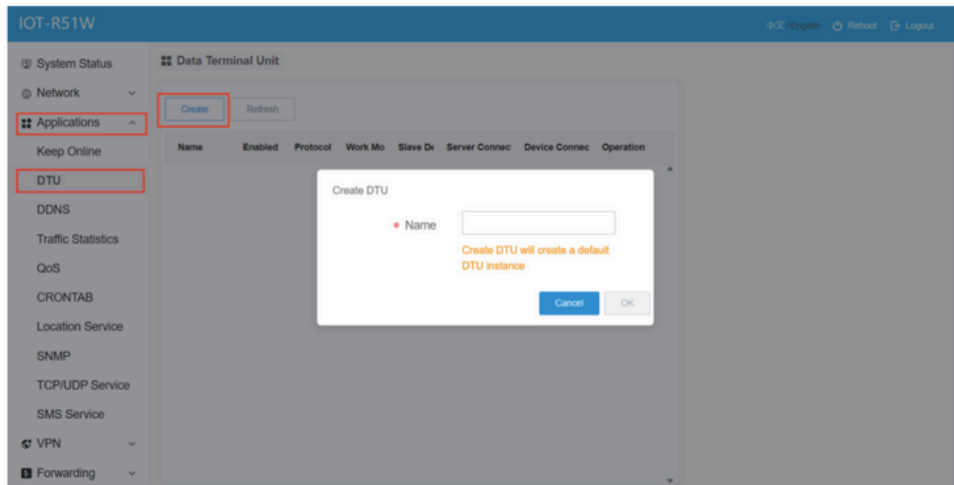 IOT-R51W
中文/English Reboot Logout
System Status
Network
Applications
Keep Online
DTU
DDNS
Traffic Statistics
QoS
CRONTAB
Location Service
SNMP
TCP/UDP Service
SMS Service
VPN
Forwarding
Data Terminal Unit
Create Refresh
Name Enabled Protocol Work Mo Slave De Server Connec Device Connec Operation
Create DTU
* Name
Create DTU will create a default
DTU instance
Cancel OK